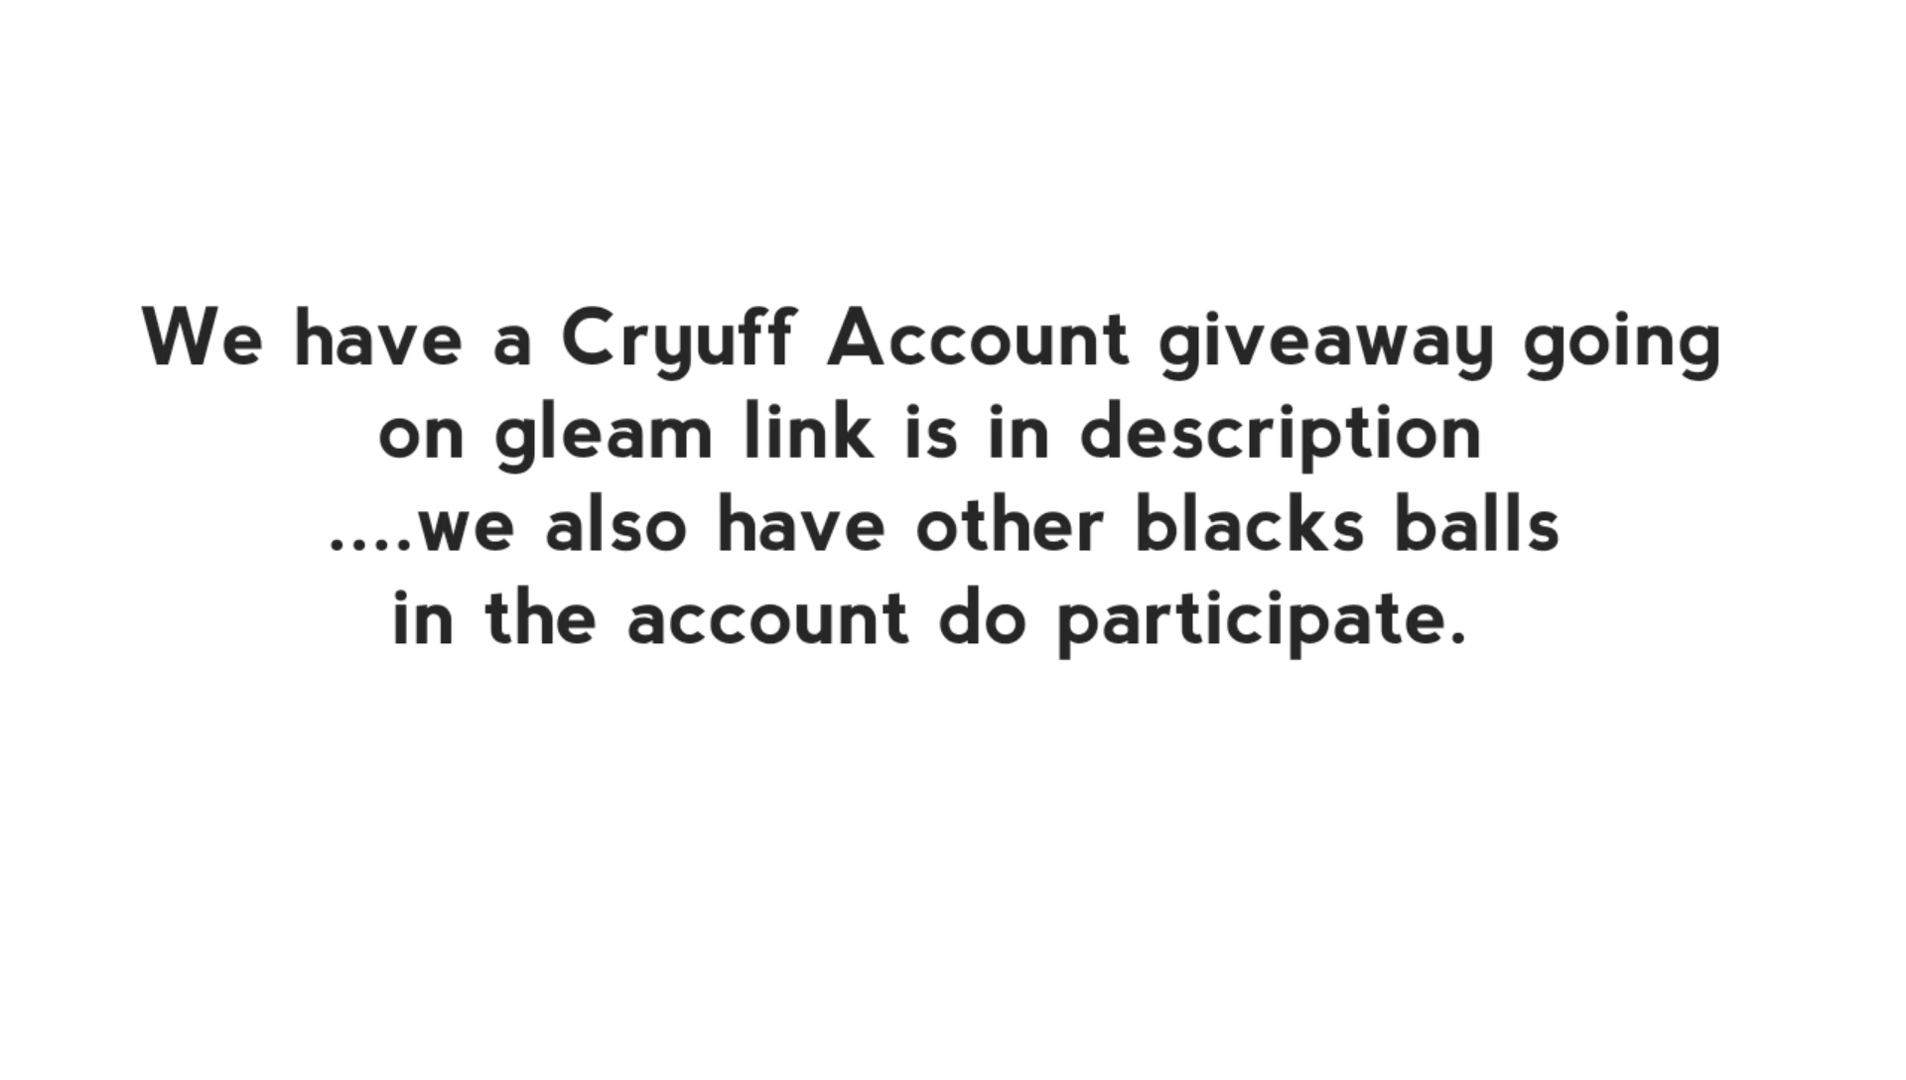 We have a Cryuff Account giveaway going
on gleam link is in description
....we also have other blacks balls
in the account do participate.